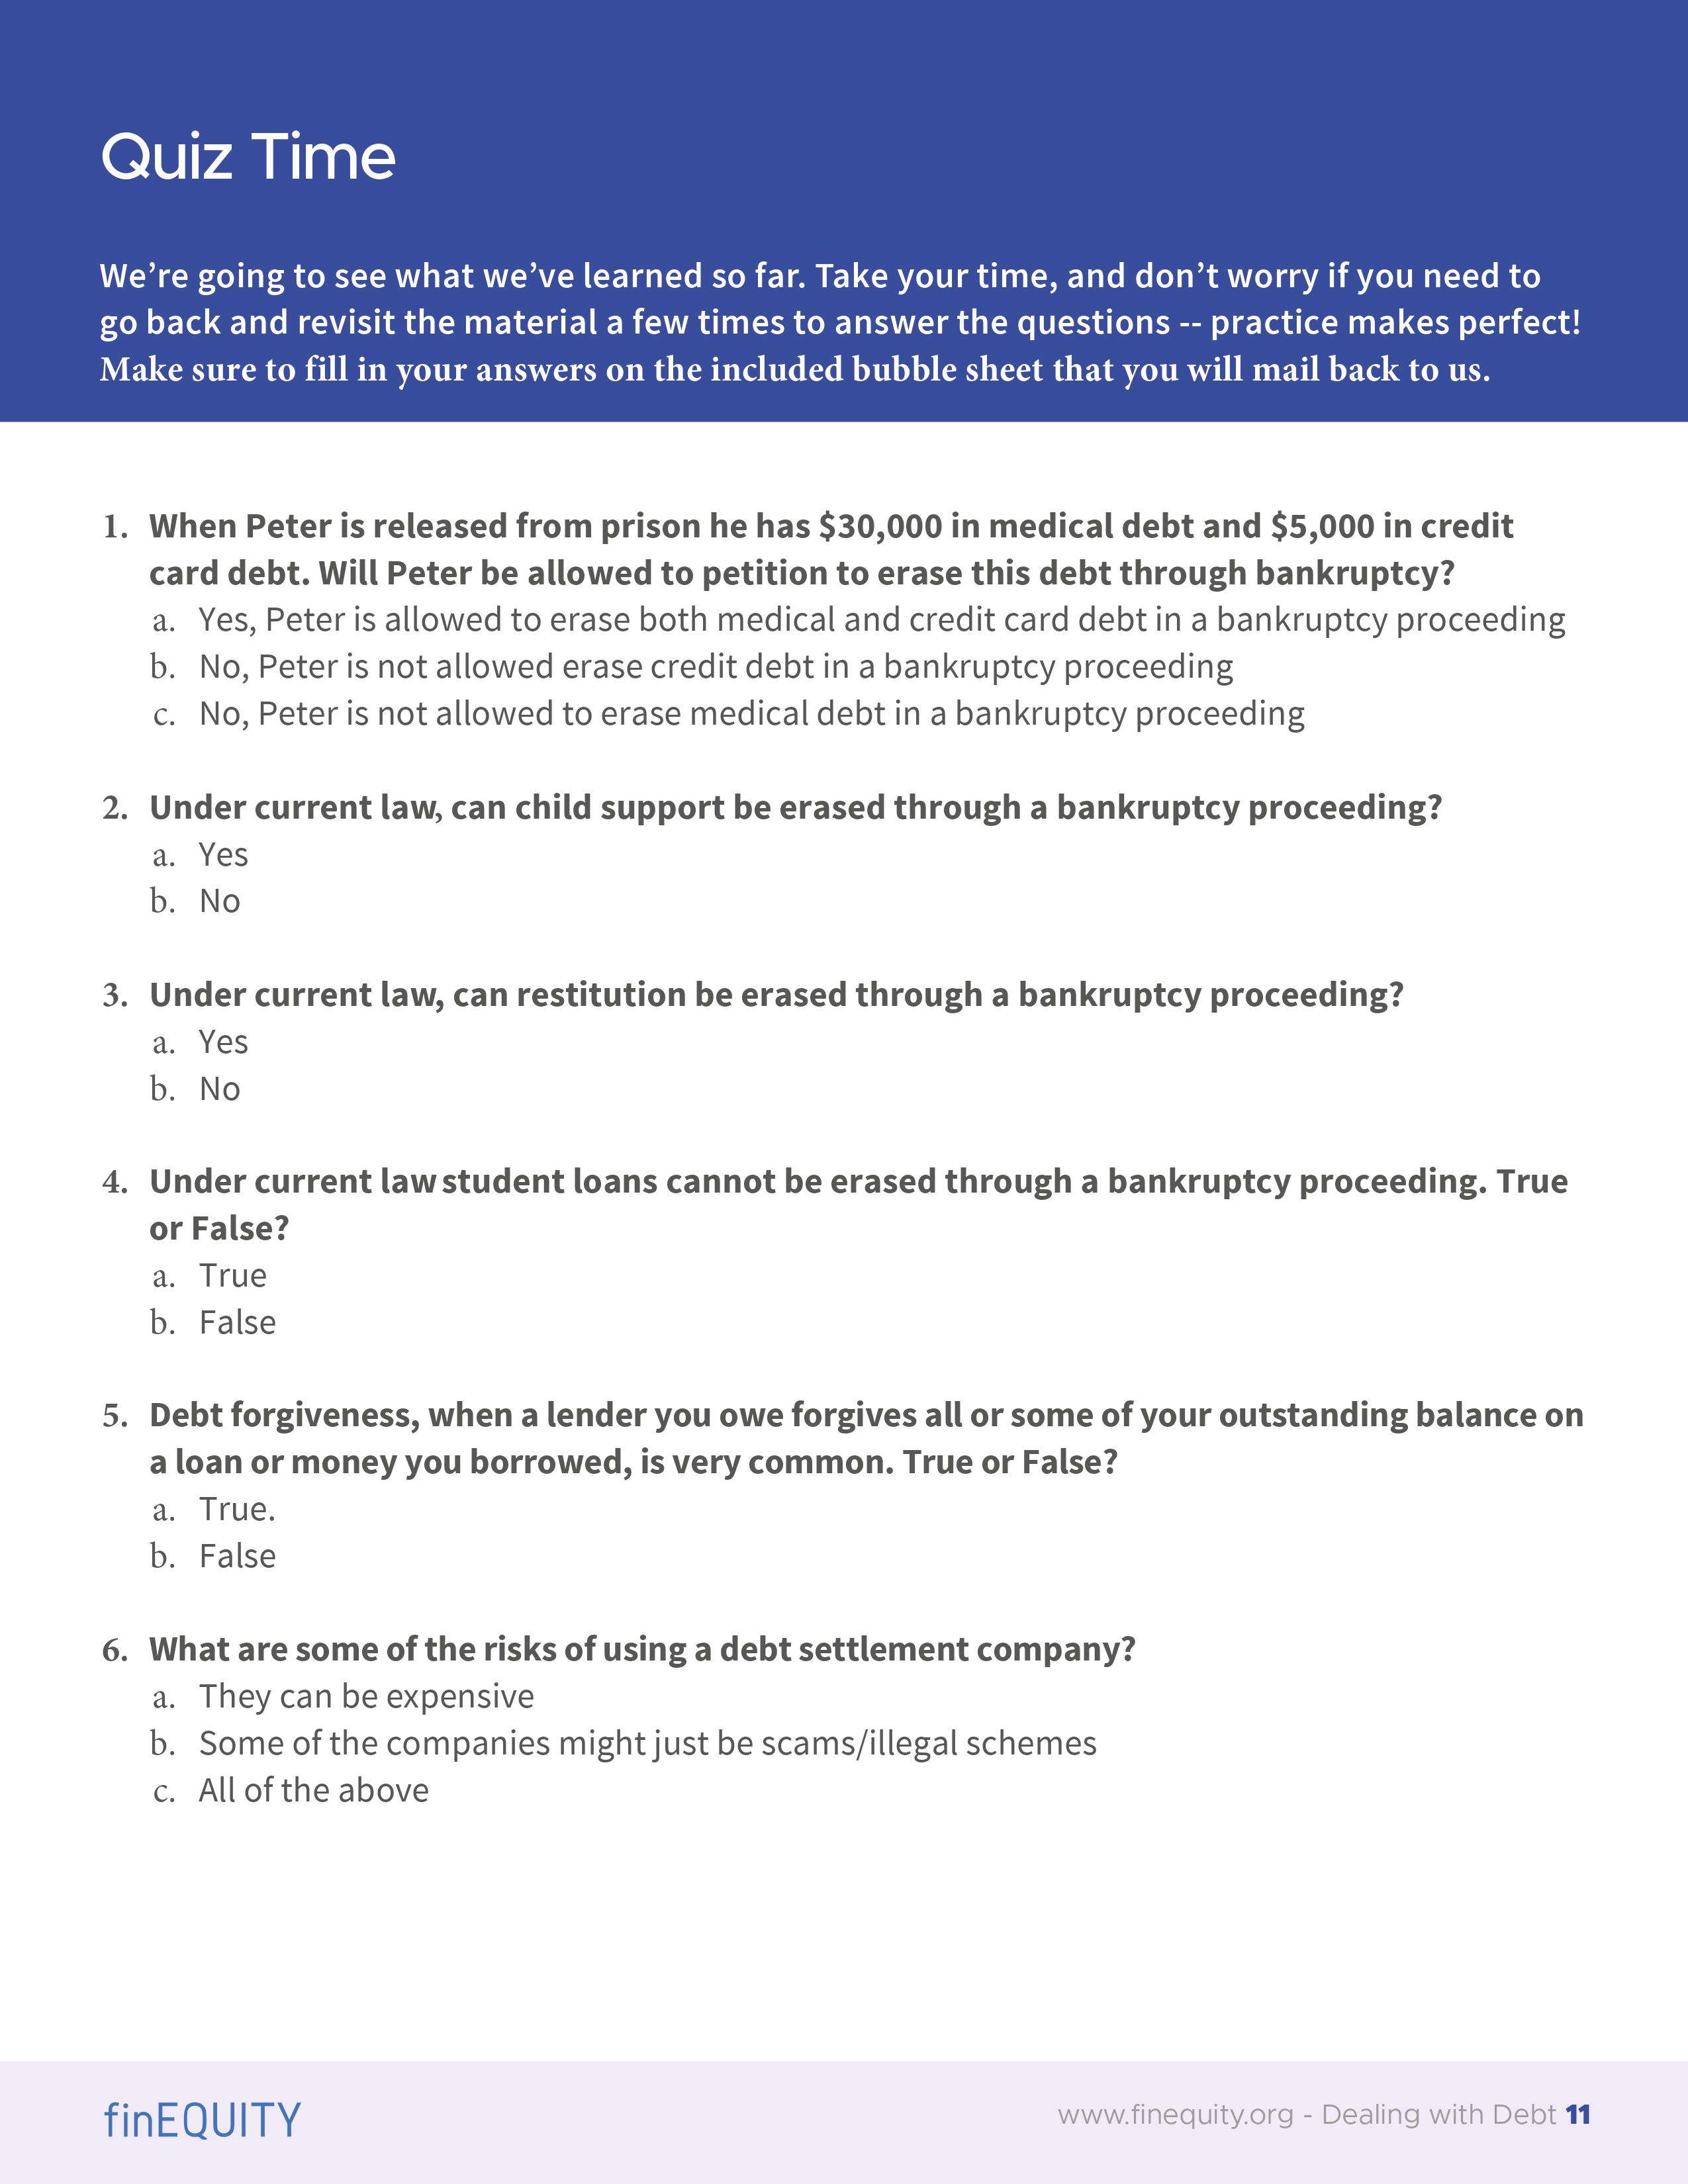 Quiz Time
We’re going to see what we’ve learned so far. Take your time, and don’t worry if you need to
go back and revisit the material a few times to answer the questions -- practice makes perfect!
Make sure to fill in your answers on the included bubble sheet that you will mail back to us.
1. When Peter is released from prison he has $30,000 in medical debt and $5,000 in credit
card debt. Will Peter be allowed to petition to erase this debt through bankruptcy?
a. Yes, Peter is allowed to erase both medical and credit card debt in a bankruptcy proceeding
b. No, Peter is not allowed erase credit debt in a bankruptcy proceeding
c. No, Peter is not allowed to erase medical debt in a bankruptcy proceeding
2. Under current law, can child support be erased through a bankruptcy proceeding?
a. Yes
b. No
3. Under current law, can restitution be erased through a bankruptcy proceeding?
a. Yes
b. No
4. Under current law student loans cannot be erased through a bankruptcy proceeding. True
or False?
a. True
b. False
5. Debt forgiveness, when a lender you owe forgives all or some of your outstanding balance on
a loan or money you borrowed, is very common. True or False?
a. True.
b. False
6. What are some of the risks of using a debt settlement company?
a. They can be expensive
b. Some of the companies might just be scams/illegal schemes
c. All of the above
finEQUITY
www.finequity.org - Dealing with Debt 11